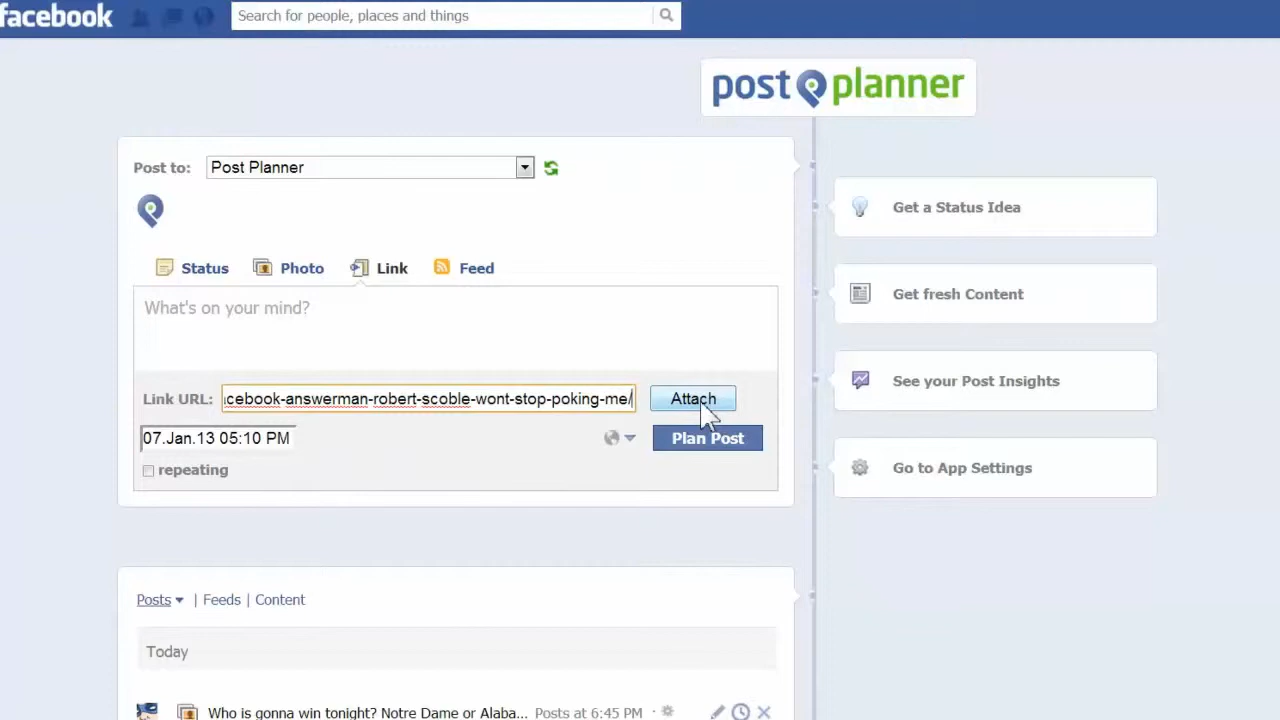 facebook
Search for people, places and things
post planner
Post to: Post Planner
Get a Status Idea
Status Photo Link Feed
Get fresh Content
What's on your mind?
See your Post Insights
Link URL: cebook-answerman-robert-scoble-wont-stop-poking-me/ Attach
07.Jan.13 05:10 PM Plan Post
repeating
Go to App Settings
Posts | Feeds | Content
Today
Who is gonna win tonight? Notre Dame or Alaba... Posts at 6:45 PM